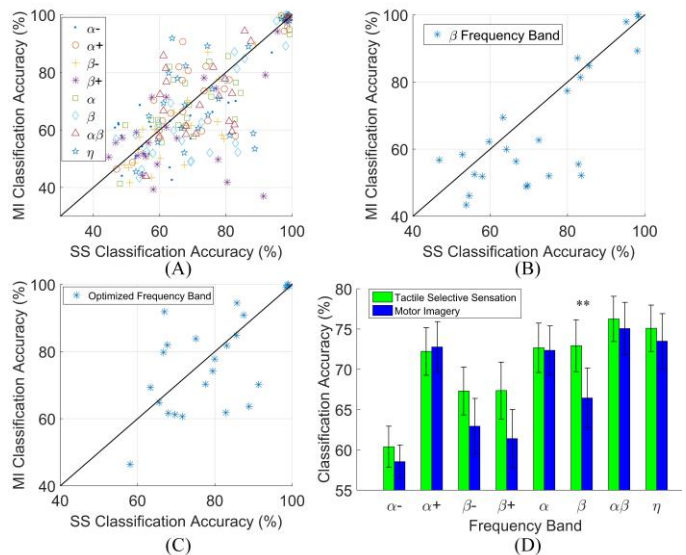 100
80
60
40
MI Classification Accuracy (%)
α-
α+
β-
β+
α
β
αβ
η
40 60 80 100
SS Classification Accuracy (%)
(A)
100
80
60
40
MI Classification Accuracy (%)
β Frequency Band
40 60 80 100
SS Classification Accuracy (%)
(B)
100
80
60
40
MI Classification Accuracy (%)
Optimized Frequency Band
40 60 80 100
SS Classification Accuracy (%)
(C)
80
75
70
65
60
55
Classification Accuracy (%)
Tactile Selective Sensation
Motor Imagery
**
α- α+ β- β+ α β αβ η
Frequency Band
(D)